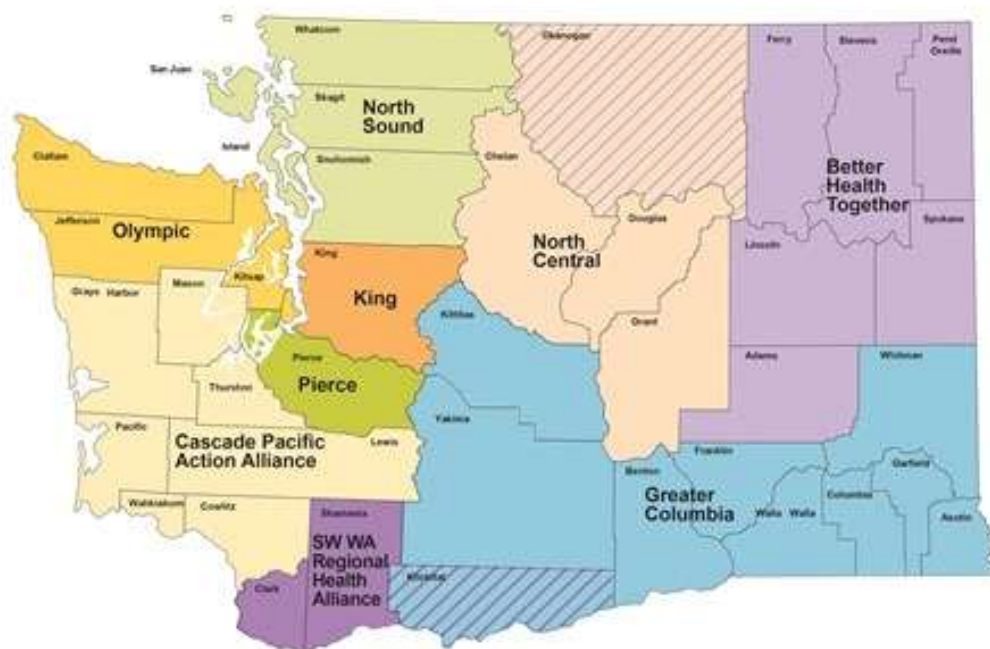 Whatcom
Okanogan
Ferry
Stevens
Pend
Oreille
San Juan
Skagit
North
Sound
Island
Snohomish
Chelan
Clallam
Better
Health
Together
Jefferson
Olympic
Douglas
Spokane
King
North
Central
Lincoln
Kitsap
Mason
Grays Harbor
King
Kittitas
Grant
Pierce
Pierce
Adams
Whitman
Thurston
Yakima
Pacific
Cascade Pacific
Action Alliance
Lewis
Franklin
Benton
Garfield
Greater
Columbia
Columbia
Walla Walla
Asotin
Wahkiakum
Cowlitz
Skamania
SW WA
Regional
Health
Alliance
Clark
Klickitat